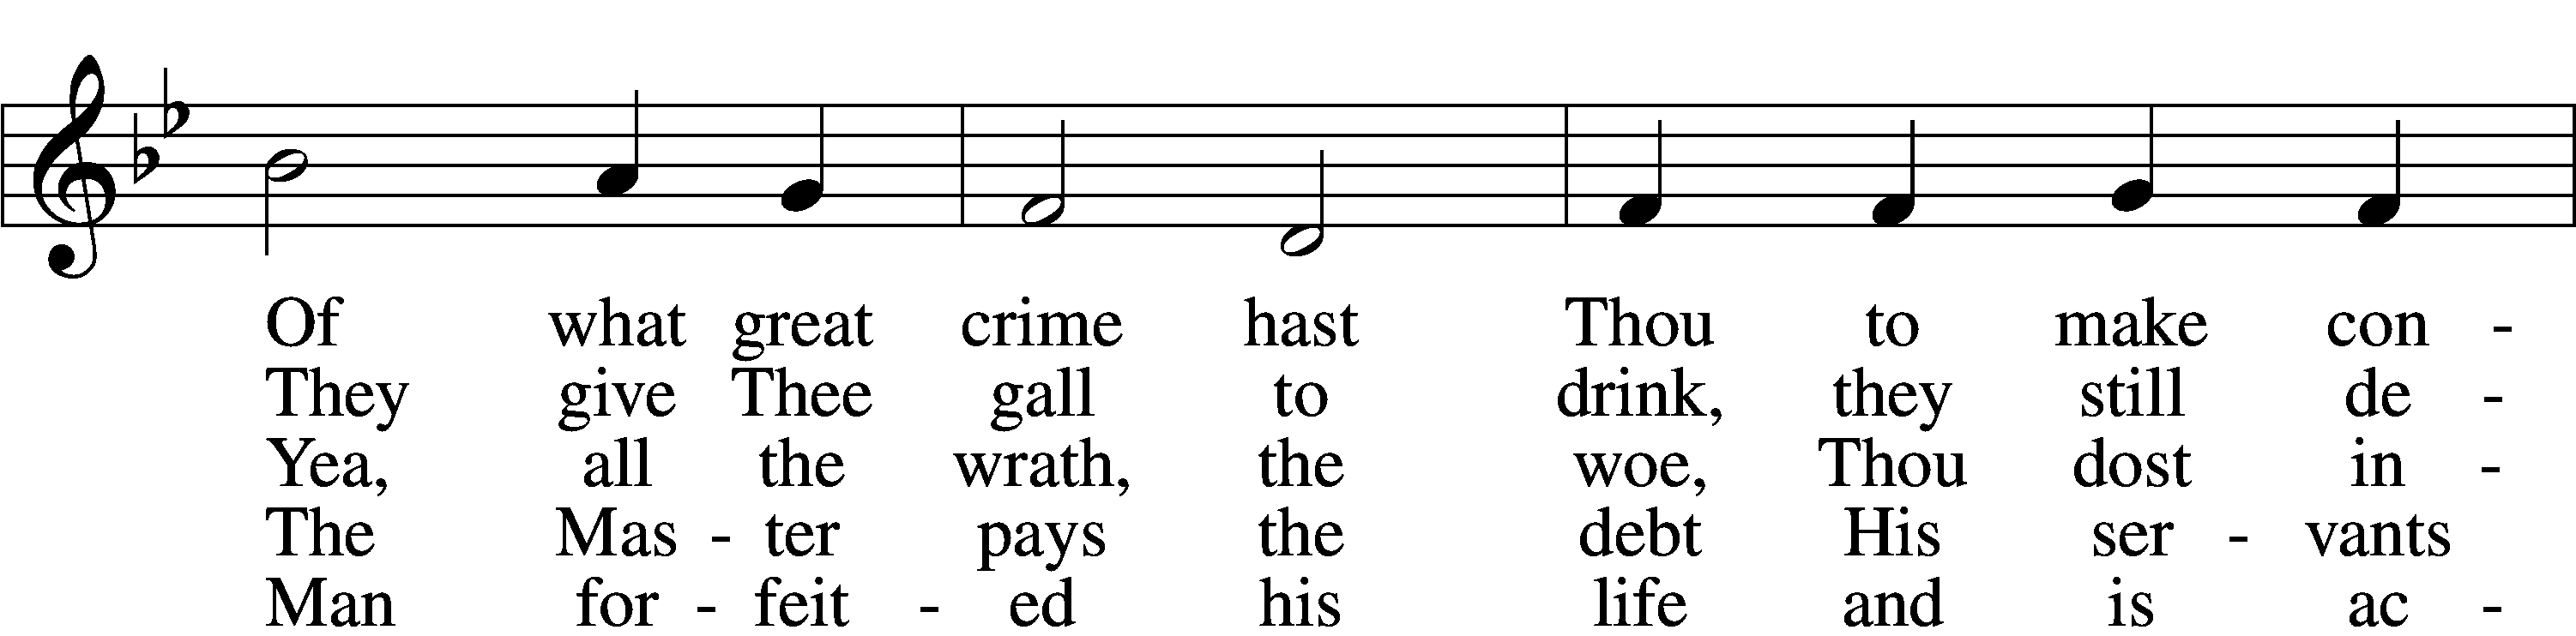 Of what great crime hast Thou to make con -
They give Thee gall to drink, they still de -
Yea, all the wrath, the woe, Thou dost in -
The Mas - ter pays the debt His ser - vants
Man for - feit - ed his life and is ac -